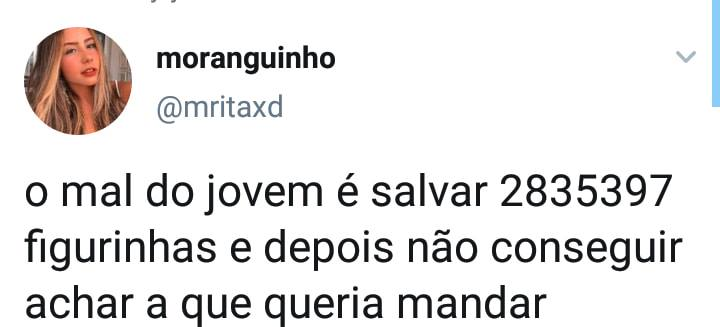 moranguinho
@mritaxd
o mal do jovem é salvar 2835397
figurinhas e depois não conseguir
achar a que queria mandar